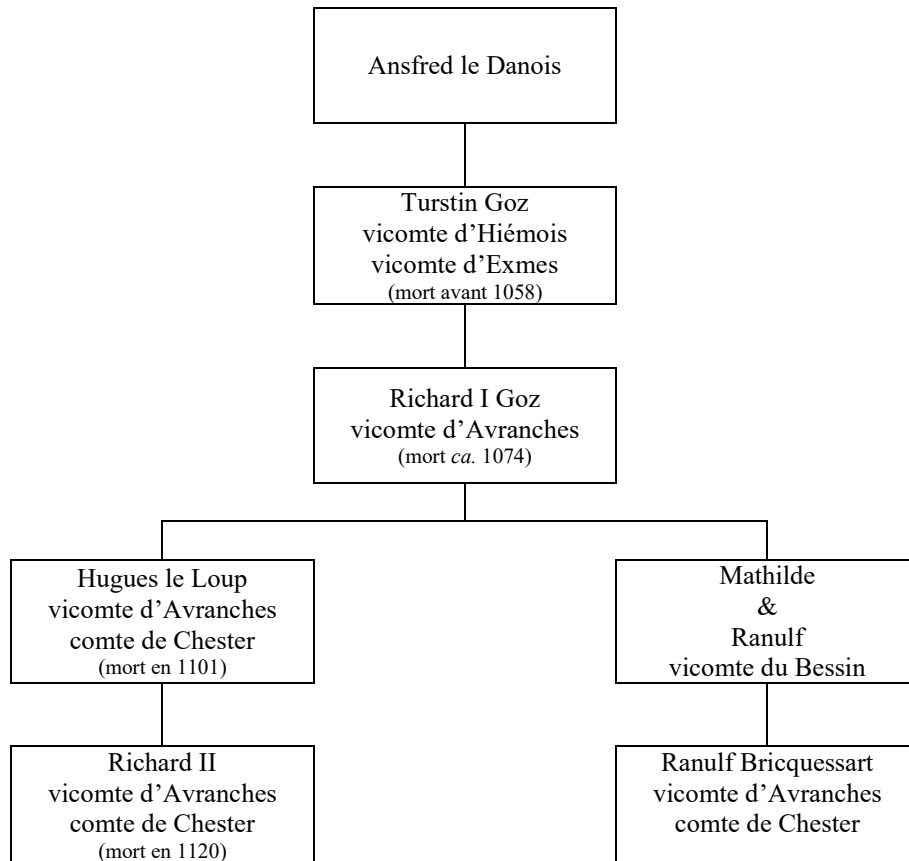 Ansfred le Danois
Turstin Goz
vicomte d’Hiémois
vicomte d’Exmes
(mort avant 1058)
Richard I Goz
vicomte d’Avranches
(mort ca. 1074)
Hugues le Loup
vicomte d’Avranches
comte de Chester
(mort en 1101)
Mathilde
&
Ranulf
vicomte du Bessin
Richard II
vicomte d’Avranches
comte de Chester
(mort en 1120)
Ranulf Bricquessart
vicomte d’Avranches
comte de Chester